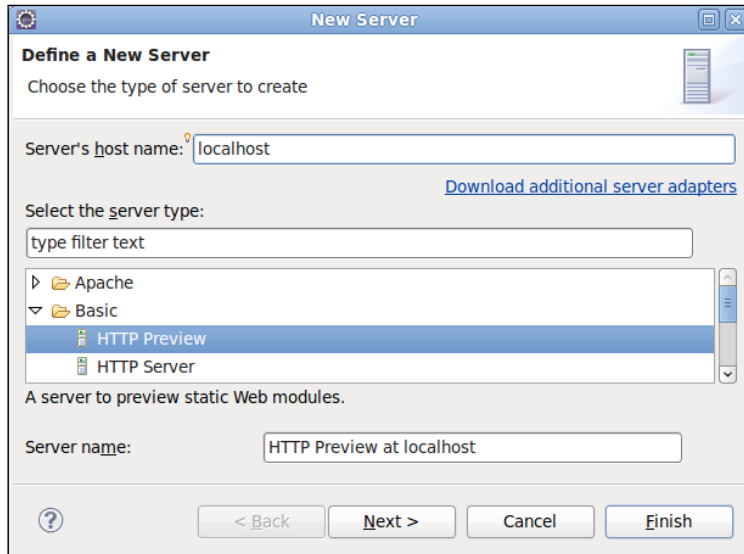 New Server
Define a New Server
Choose the type of server to create
Server's host name: localhost
Download additional server adapters
Select the server type:
type filter text
Apache
Basic
HTTP Preview
HTTP Server
A server to preview static Web modules.
Server name: HTTP Preview at localhost
? < Back Next > Cancel Finish